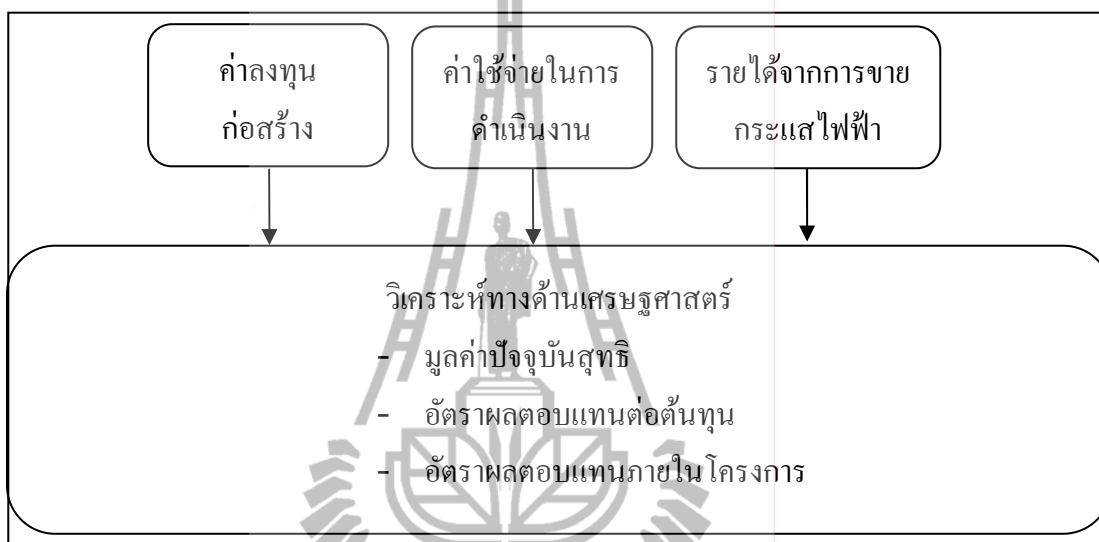 ค่าลงทุน
ก่อสร้าง
ค่าใช้จ่ายในการ
ดำเนินงาน
รายได้จากการขาย
กระแสไฟฟ้า
วิเคราะห์ทางด้านเศรษฐศาสตร์
- มูลค่าปัจจุบันสุทธิ
- อัตราผลตอบแทนต่อต้นทุน
- อัตราผลตอบแทนภายในโครงการ